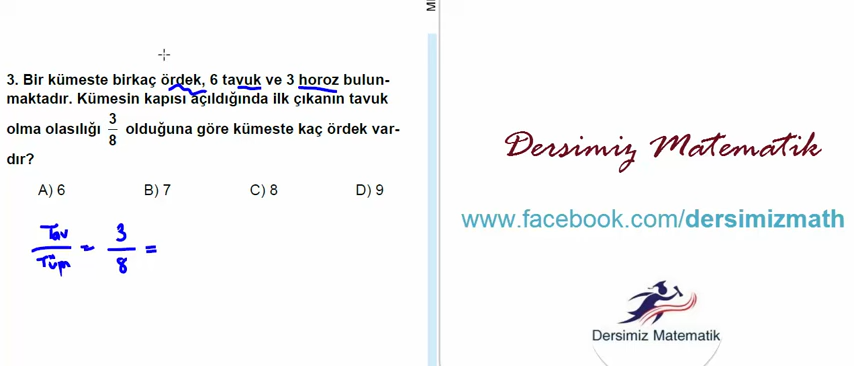 3. Bir kümeste birkaç ördek, 6 tavuk ve 3 horoz bulun-
maktadır. Kümesin kapısı açıldığında ilk çıkanın tavuk
olma olasılığı 3/8 olduğuna göre kümeste kaç ördek var-
dır?
A) 6 B) 7 C) 8 D) 9
Tav/Tüm = 3/8 =
Dersimiz Matematik
www.facebook.com/dersimizmath
Dersimiz Matematik